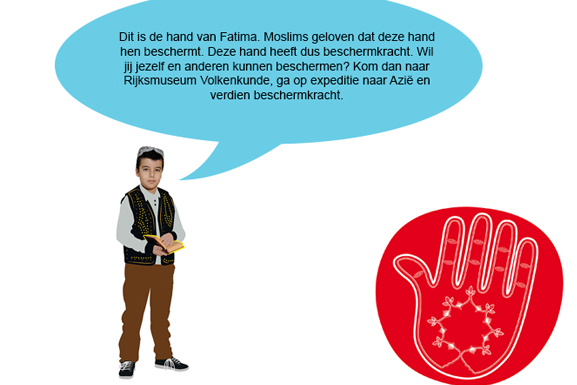 Dit is de hand van Fatima. Moslims geloven dat deze hand
hen beschermt. Deze hand heeft dus beschermkracht. Wil
jij jezelf en anderen kunnen beschermen? Kom dan naar
Rijksmuseum Volkenkunde, ga op expeditie naar Azië en
verdien beschermkracht.